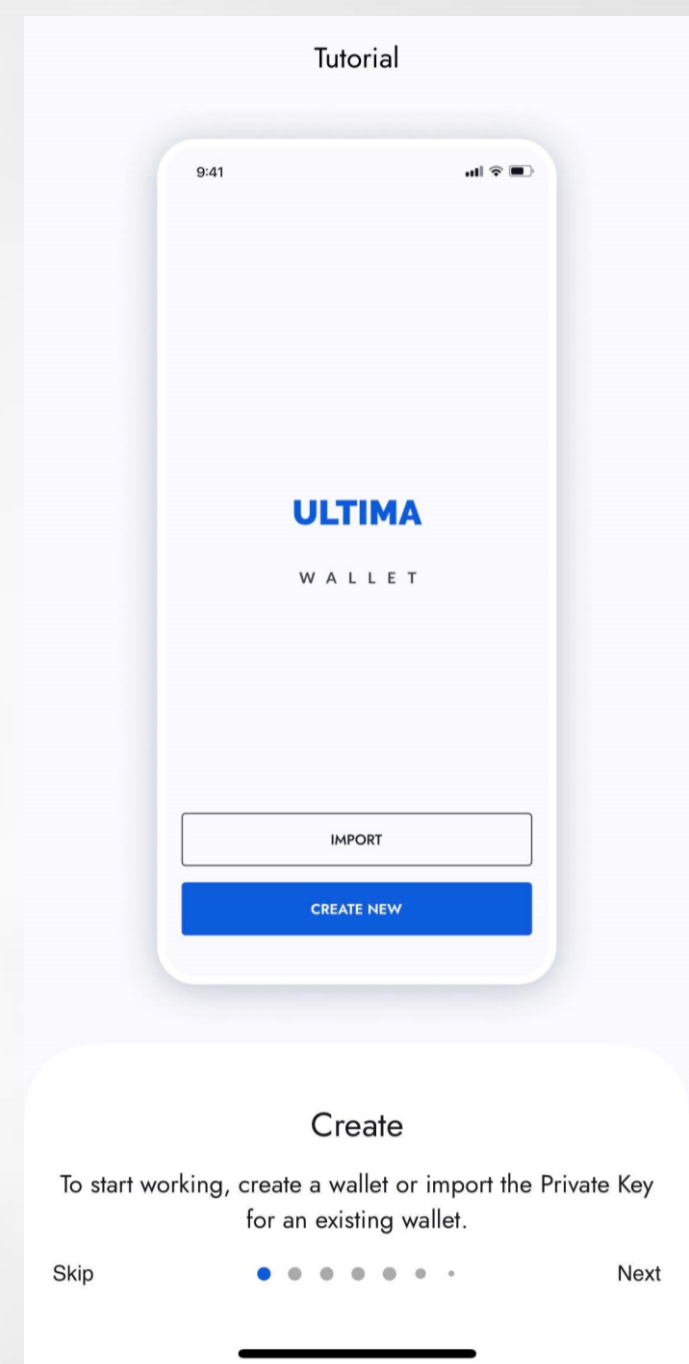 Tutorial
9:41
ULTIMA
WALLET
IMPORT
CREATE NEW
Create
To start working, create a wallet or import the Private Key
for an existing wallet.
Skip
Next